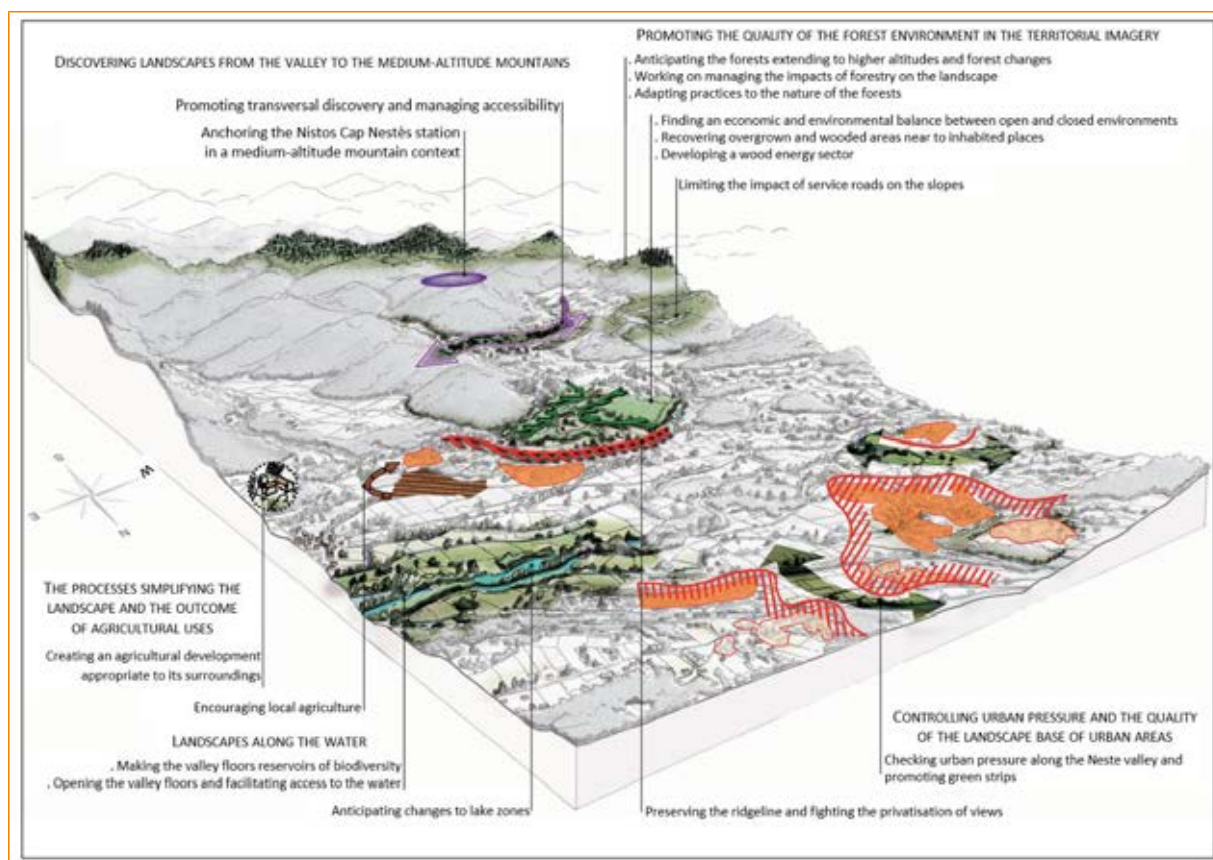 DISCOVERING LANDSCAPES FROM THE VALLEY TO THE MEDIUM-ALTITUDE MOUNTAINS
Promoting transversal discovery and managing accessibility
Anchoring the Nistos Cap Nestès station
in a medium-altitude mountain context
PROMOTING THE QUALITY OF THE FOREST ENVIRONMENT IN THE TERRITORIAL IMAGERY
. Anticipating the forests extending to higher altitudes and forest changes
. Working on managing the impacts of forestry on the landscape
. Adapting practices to the nature of the forests
. Finding an economic and environmental balance between open and closed environments
. Recovering overgrown and wooded areas near to inhabited places
. Developing a wood energy sector
Limiting the impact of service roads on the slopes
S
W
E
N
THE PROCESSES SIMPLIFYING THE
LANDSCAPE AND THE OUTCOME
OF AGRICULTURAL USES
Creating an agricultural development
appropriate to its surroundings
Encouraging local agriculture
LANDSCAPES ALONG THE WATER
. Making the valley floors reservoirs of biodiversity
. Opening the valley floors and facilitating access to the water
Anticipating changes to lake zones
Preserving the ridgeline and fighting the privatisation of views
CONTROLLING URBAN PRESSURE AND THE QUALITY
OF THE LANDSCAPE BASE OF URBAN AREAS
Checking urban pressure along the Neste valley and
promoting green strips